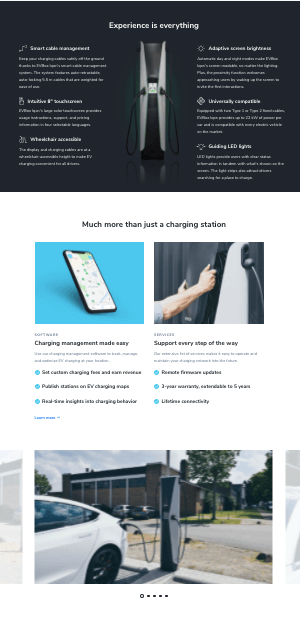 Experience is everything
Smart cable management
Keep your charging cables safely off the ground
thanks to EVBox Iqon's smart cable management
system. The system features auto-retractable,
auto-locking 5.6 m cables that are weighted for
ease of use.
Intuitive 8" touchscreen
EVBox Iqon's large color touchscreen provides
usage instructions, support, and pricing
information in four selectable languages.
Wheelchair accessible
The display and charging cables are at a
wheelchair accessible height to make EV
charging convenient for all drivers.
Adaptive screen brightness
Automatic day and night modes make EVBox
Iqon's screen readable, no matter the lighting.
Plus, the proximity function welcomes
approaching users by waking up the screen to
invite the first interactions.
Universally compatible
Equipped with two Type 1 or Type 2 fixed cables,
EVBox Iqon provides up to 22 kW of power per
car and is compatible with every electric vehicle
on the market.
Guiding LED lights
LED lights provide users with clear status
information in tandem with what's shown on the
screen. The light strips also attract drivers
searching for a place to charge.
Much more than just a charging station
SOFTWARE
Charging management made easy
Use our charging management software to track, manage
and optimize EV charging at your location.
Set custom charging fees and earn revenue
Publish stations on EV charging maps
Real-time insights into charging behavior
Learn more →
SERVICES
Support every step of the way
Our extensive list of services makes it easy to operate and
maintain your charging network into the future.
Remote firmware updates
3-year warranty, extendable to 5 years
Lifetime connectivity